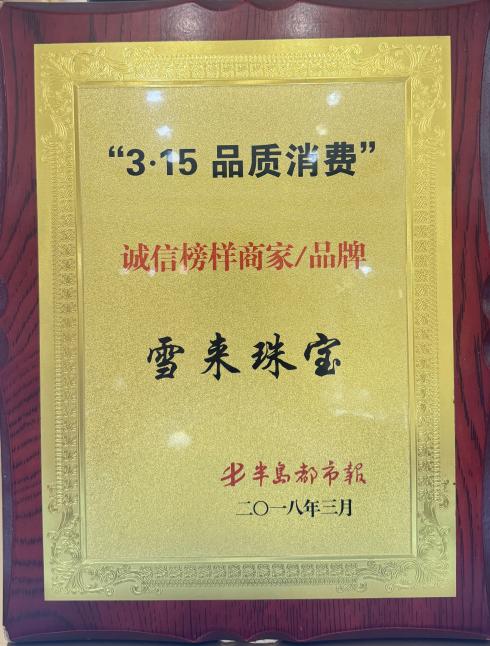 “3·15 品质消费”
诚信榜样商家/品牌
雪来珠宝
半岛都市報
二〇一八年三月